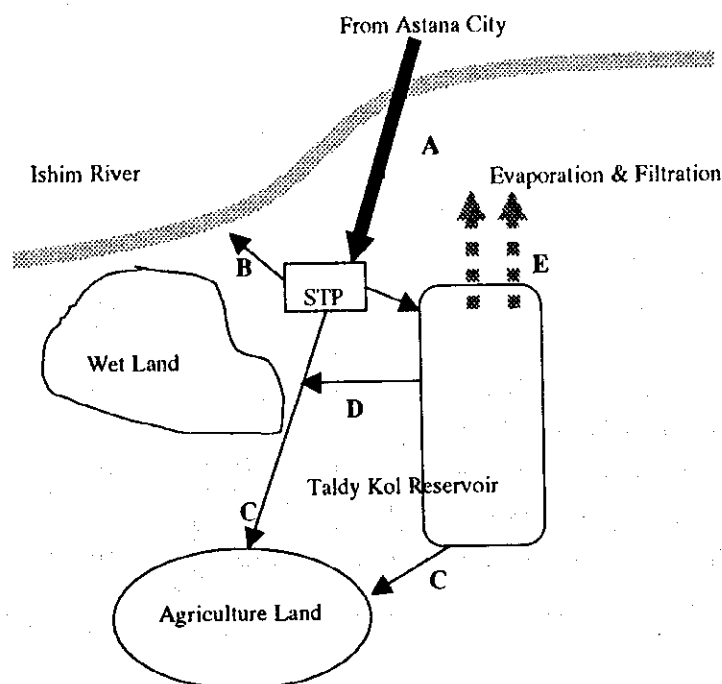 From Astana City
A
Ishim River
Evaporation & Filtration
B
E
STP
Wet Land
D
Taldy Kol Reservoir
C
C
Agriculture Land